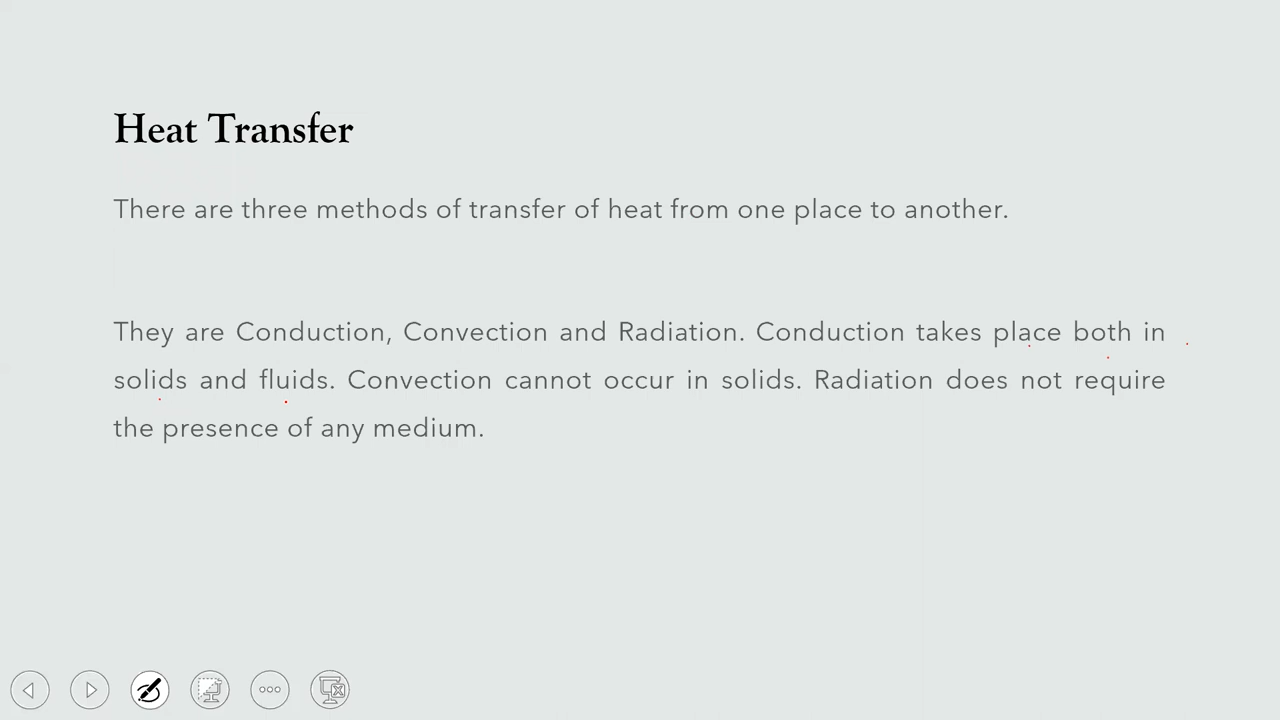 Heat Transfer
There are three methods of transfer of heat from one place to another.
They are Conduction, Convection and Radiation. Conduction takes place both in
solids and fluids. Convection cannot occur in solids. Radiation does not require
the presence of any medium.